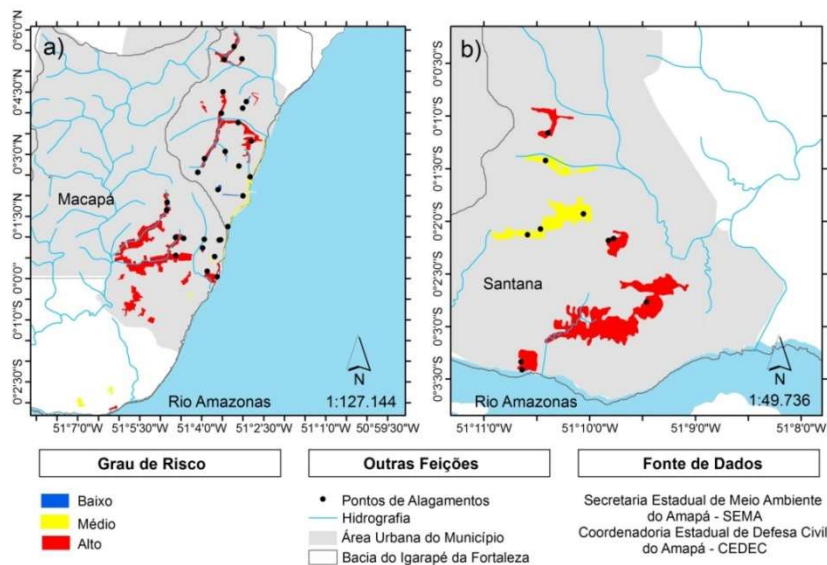 a)
0°6'0"N
0°4'30"N
0°3'0"N
0°1'30"N
0°0'0"
0°1'0"S
0°2'30"S
Macapá
Rio Amazonas
N
1:127.144
51°7'0"W 51°5'30"W 51°4'0"W 51°2'30"W 51°1'0"W 50°59'30"W
b)
0°0'30"S
0°1'0"S
0°1'30"S
0°2'0"S
0°2'30"S
0°3'0"S
0°3'30"S
Santana
Rio Amazonas
N
1:49.736
51°11'0"W 51°10'0"W 51°9'0"W 51°8'0"W
Grau de Risco
Baixo
Médio
Alto
Outras Feições
Pontos de Alagamentos
Hidrografia
Área Urbana do Município
Bacia do Igarapé da Fortaleza
Fonte de Dados
Secretaria Estadual de Meio Ambiente
do Amapá - SEMA
Coordenadoria Estadual de Defesa Civil
do Amapá - CEDEC